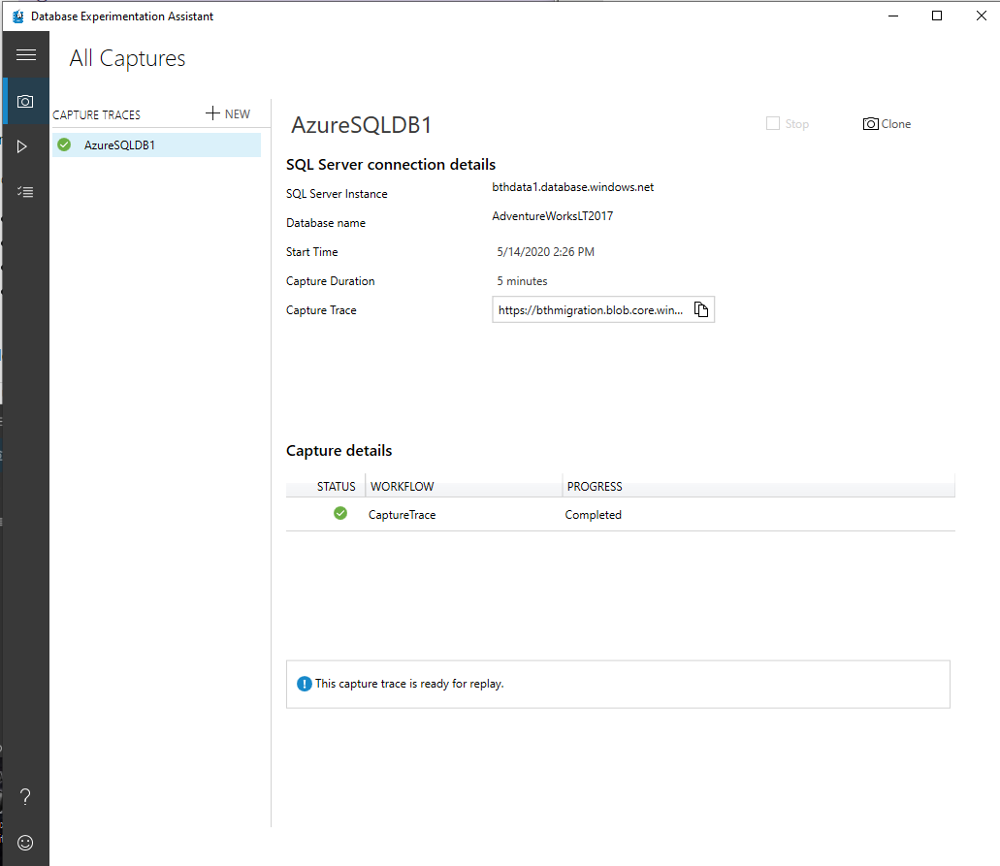 Database Experimentation Assistant
All Captures
CAPTURE TRACES
NEW
AzureSQLDB1
AzureSQLDB1
Stop
Clone
SQL Server connection details
SQL Server Instance
bthdata1.database.windows.net
Database name
AdventureWorksLT2017
Start Time
5/14/2020 2:26 PM
Capture Duration
5 minutes
Capture Trace
https://bthmigration.blob.core.win...
Capture details
STATUS WORKFLOW PROGRESS
CaptureTrace Completed
This capture trace is ready for replay.